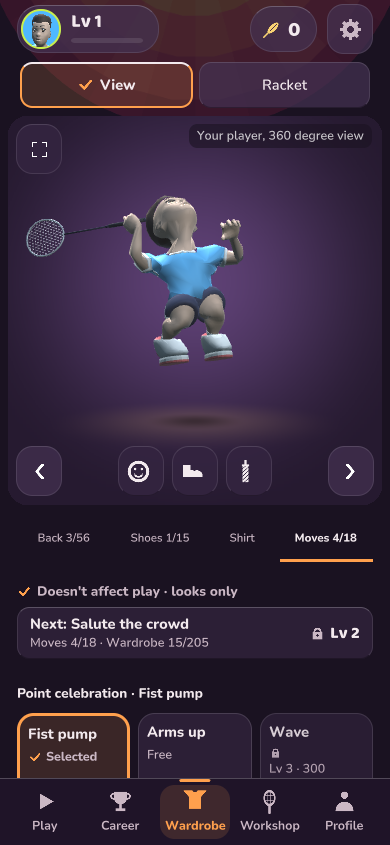 Lv 1
0
View
Racket
Your player, 360 degree view
Back 3/56
Shoes 1/15
Shirt
Moves 4/18
Doesn't affect play · looks only
Next: Salute the crowd
Moves 4/18 · Wardrobe 15/205
Lv 2
Point celebration · Fist pump
Fist pump
Selected
Arms up
Free
Wave
Lv 3 · 300
Play
Career
Wardrobe
Workshop
Profile